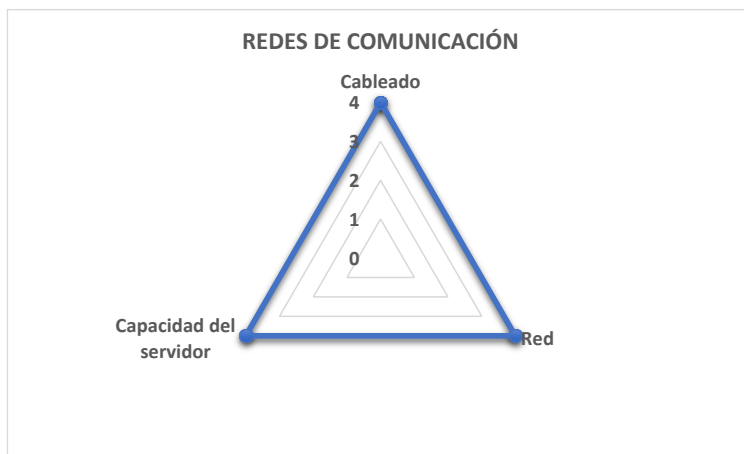 REDES DE COMUNICACIÓN
Cableado
4
3
2
1
0
Capacidad del
servidor
Red